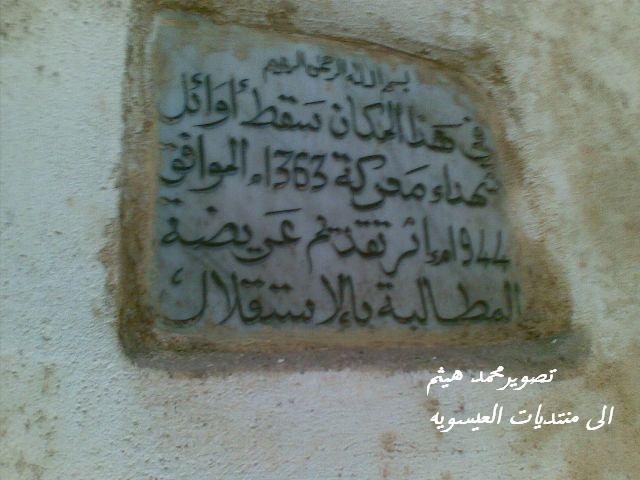 بسم الله الرحمن الرحيم
في هذا المكان سقط أوائل
شهداء معركة 1363ه الموافق
1944م إثر تقديم عريضة
المطالبة بالاستقلال
تصوير محمد هيثم
الى منتديات العيسويه